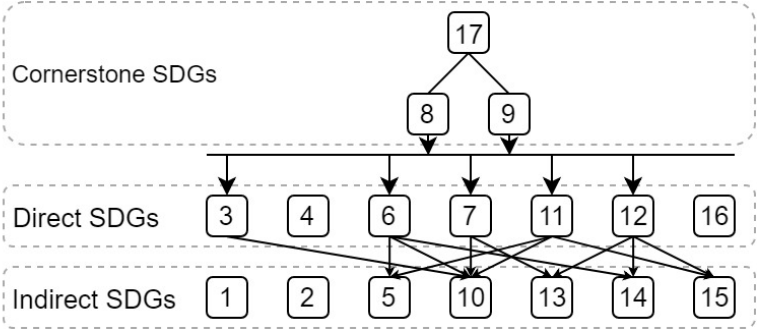 17
Cornerstone SDGs
8 9
Direct SDGs 3 4 6 7 11 12 16
Indirect SDGs 1 2 5 10 13 14 15